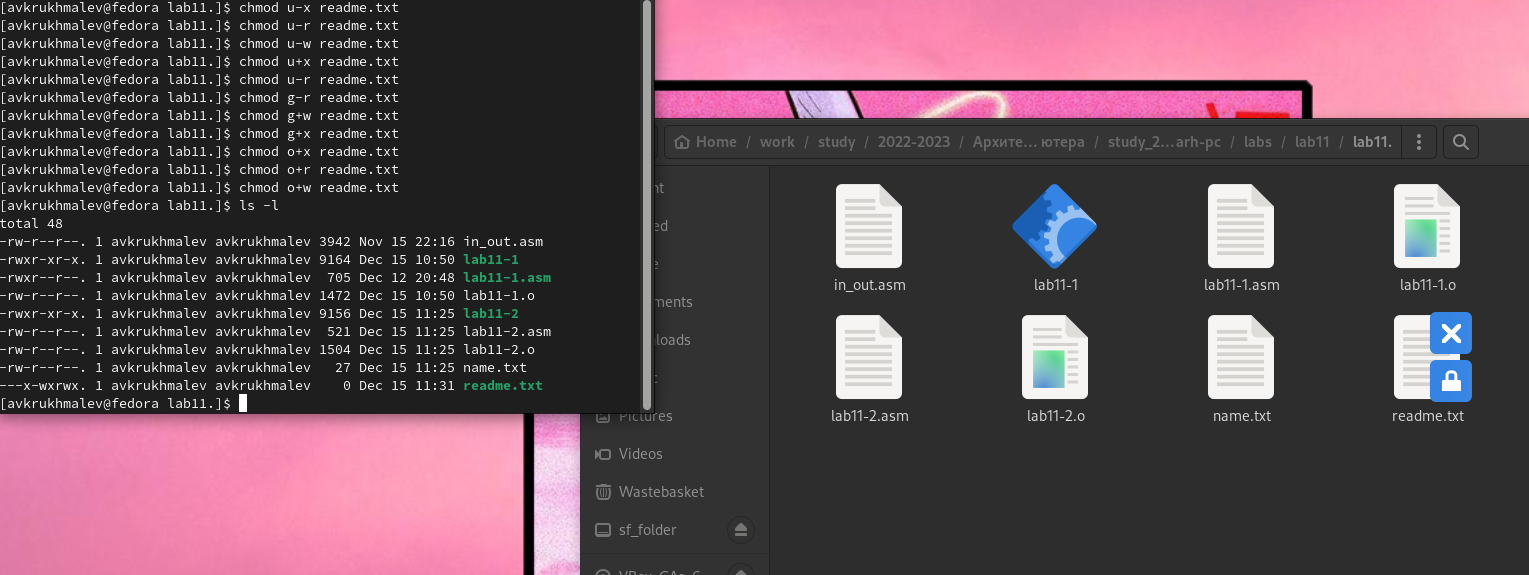 [avkrukhmalev@fedora lab11.]$ chmod u-x readme.txt
[avkrukhmalev@fedora lab11.]$ chmod u-r readme.txt
[avkrukhmalev@fedora lab11.]$ chmod u-w readme.txt
[avkrukhmalev@fedora lab11.]$ chmod u+x readme.txt
[avkrukhmalev@fedora lab11.]$ chmod u-r readme.txt
[avkrukhmalev@fedora lab11.]$ chmod g-r readme.txt
[avkrukhmalev@fedora lab11.]$ chmod g+w readme.txt
[avkrukhmalev@fedora lab11.]$ chmod g+x readme.txt
[avkrukhmalev@fedora lab11.]$ chmod o+x readme.txt
[avkrukhmalev@fedora lab11.]$ chmod o+r readme.txt
[avkrukhmalev@fedora lab11.]$ chmod o+w readme.txt
[avkrukhmalev@fedora lab11.]$ ls -l
total 48
-rw-r--r--. 1 avkrukhmalev avkrukhmalev 3942 Nov 15 22:16 in_out.asm
-rwxr-xr-x. 1 avkrukhmalev avkrukhmalev 9164 Dec 15 10:50 lab11-1
-rwxr--r--. 1 avkrukhmalev avkrukhmalev  705 Dec 12 20:48 lab11-1.asm
-rw-r--r--. 1 avkrukhmalev avkrukhmalev 1472 Dec 15 10:50 lab11-1.o
-rwxr-xr-x. 1 avkrukhmalev avkrukhmalev 9156 Dec 15 11:25 lab11-2
-rw-r--r--. 1 avkrukhmalev avkrukhmalev  521 Dec 15 11:25 lab11-2.asm
-rw-r--r--. 1 avkrukhmalev avkrukhmalev 1504 Dec 15 11:25 lab11-2.o
-rw-r--r--. 1 avkrukhmalev avkrukhmalev   27 Dec 15 11:25 name.txt
---x-wxrwx. 1 avkrukhmalev avkrukhmalev    0 Dec 15 11:31 readme.txt
[avkrukhmalev@fedora lab11.]$
Home / work / study / 2022-2023 / Архите… ютера / study_2…arh-pc / labs / lab11 / lab11.
nt
ed
e
ments
loads
Pictures
Videos
Wastebasket
sf_folder
in_out.asm lab11-1 lab11-1.asm lab11-1.o
lab11-2.asm lab11-2.o name.txt readme.txt